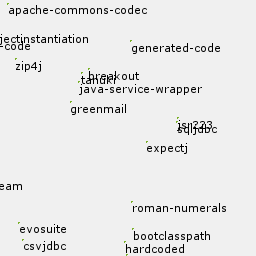 apache-commons-codec
jectinstantiation
-code
generated-code
zip4j
breakout
tanuki
java-service-wrapper
greenmail
jsr223
sqljdbc
expectj
eam
roman-numerals
evosuite
bootclasspath
csvjdbc
hardcoded